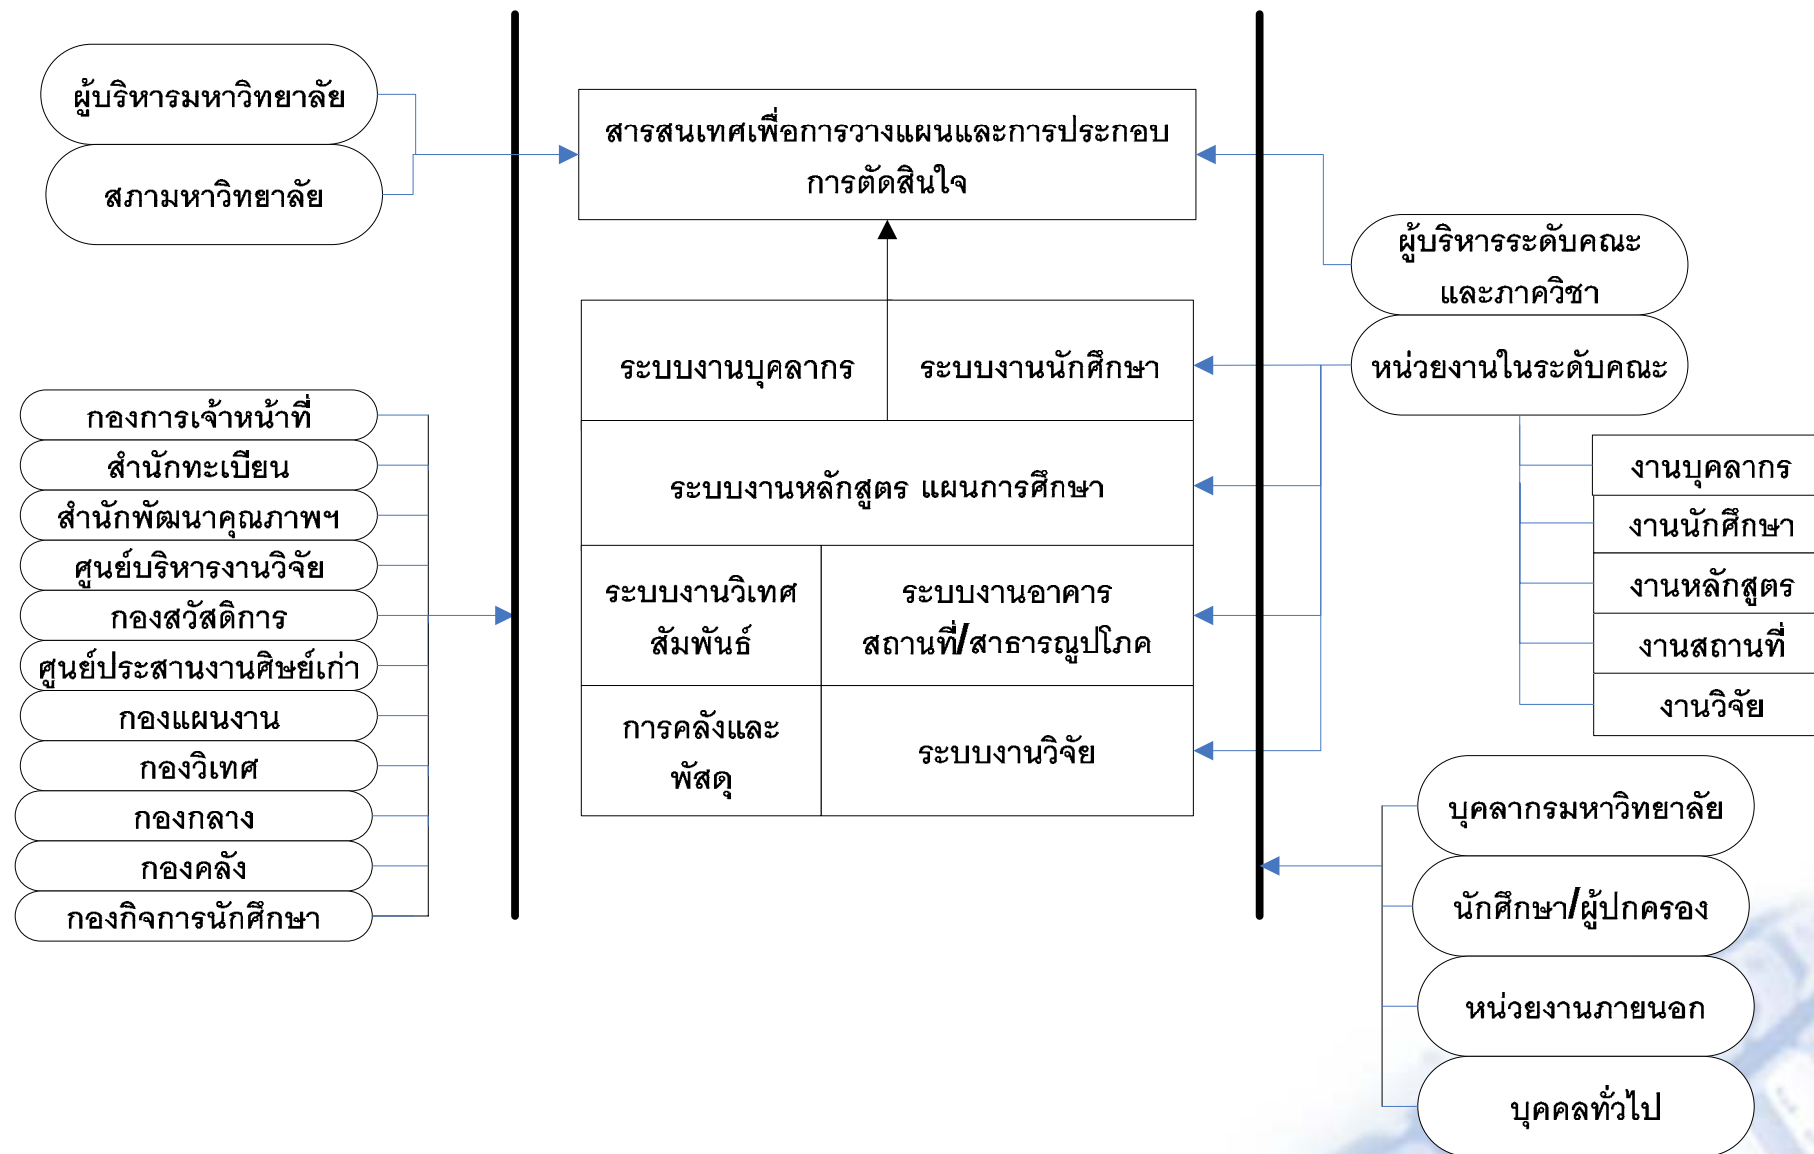 ผู้บริหารมหาวิทยาลัย
สภามหาวิทยาลัย
สารสนเทศเพื่อการวางแผนและการประกอบ
การตัดสินใจ
ผู้บริหารระดับคณะ
และภาควิชา
หน่วยงานในระดับคณะ
ระบบงานบุคลากร
ระบบงานนักศึกษา
ระบบงานหลักสูตร แผนการศึกษา
ระบบงานวิเทศ
สัมพันธ์
ระบบงานอาคาร
สถานที่/สาธารณูปโภค
การคลังและ
พัสดุ
ระบบงานวิจัย
กองการเจ้าหน้าที่
สำนักทะเบียน
สำนักพัฒนาคุณภาพฯ
ศูนย์บริหารงานวิจัย
กองสวัสดิการ
ศูนย์ประสานงานศิษย์เก่า
กองแผนงาน
กองวิเทศ
กองกลาง
กองคลัง
กองกิจการนักศึกษา
งานบุคลากร
งานนักศึกษา
งานหลักสูตร
งานสถานที่
งานวิจัย
บุคลากรมหาวิทยาลัย
นักศึกษา/ผู้ปกครอง
หน่วยงานภายนอก
บุคคลทั่วไป